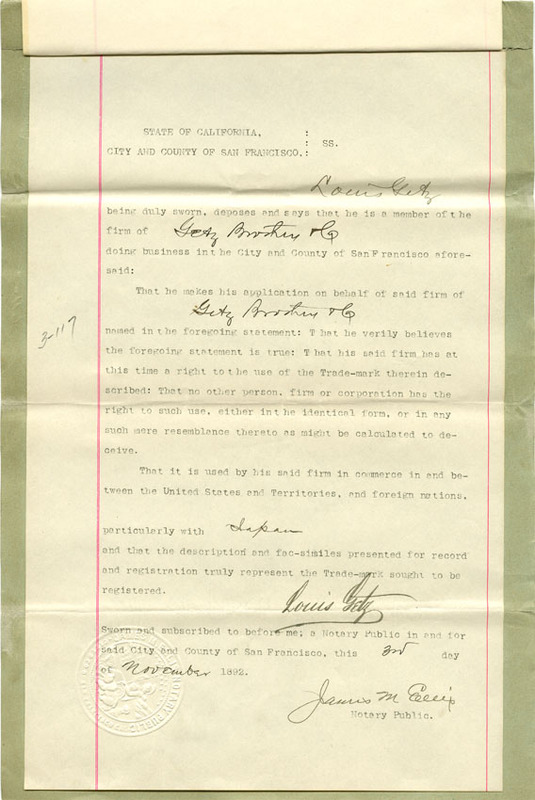 STATE OF CALIFORNIA, :
: SS.
CITY AND COUNTY OF SAN FRANCISCO. :
Louis Getz
being duly sworn, deposes and says that he is a member of the
firm of Getz Brothers & Co
doing business in the City and County of San Francisco afore-
said:
That he makes his application on behalf of said firm of
Getz Brothers & Co
named in the foregoing statement: That he verily believes
the foregoing statement is true: That his said firm has at
this time a right to the use of the Trade-mark therein de-
scribed: That no other person, firm or corporation has the
right to such use, either in the identical form, or in any
such more resemblance thereto as might be calculated to de-
ceive.
That it is used by his said firm in commerce in and be-
tween the United States and Territories, and foreign nations,
particularly with Japan
and that the description and fac-similes presented for record
and registration truly represent the Trade-mark sought to be
registered.
Louis Getz
Sworn and subscribed to before me, a Notary Public in and for
said City and County of San Francisco, this 3rd day
of November 1892.
James M Ellis
Notary Public.
3-117
NOTARY PUBLIC